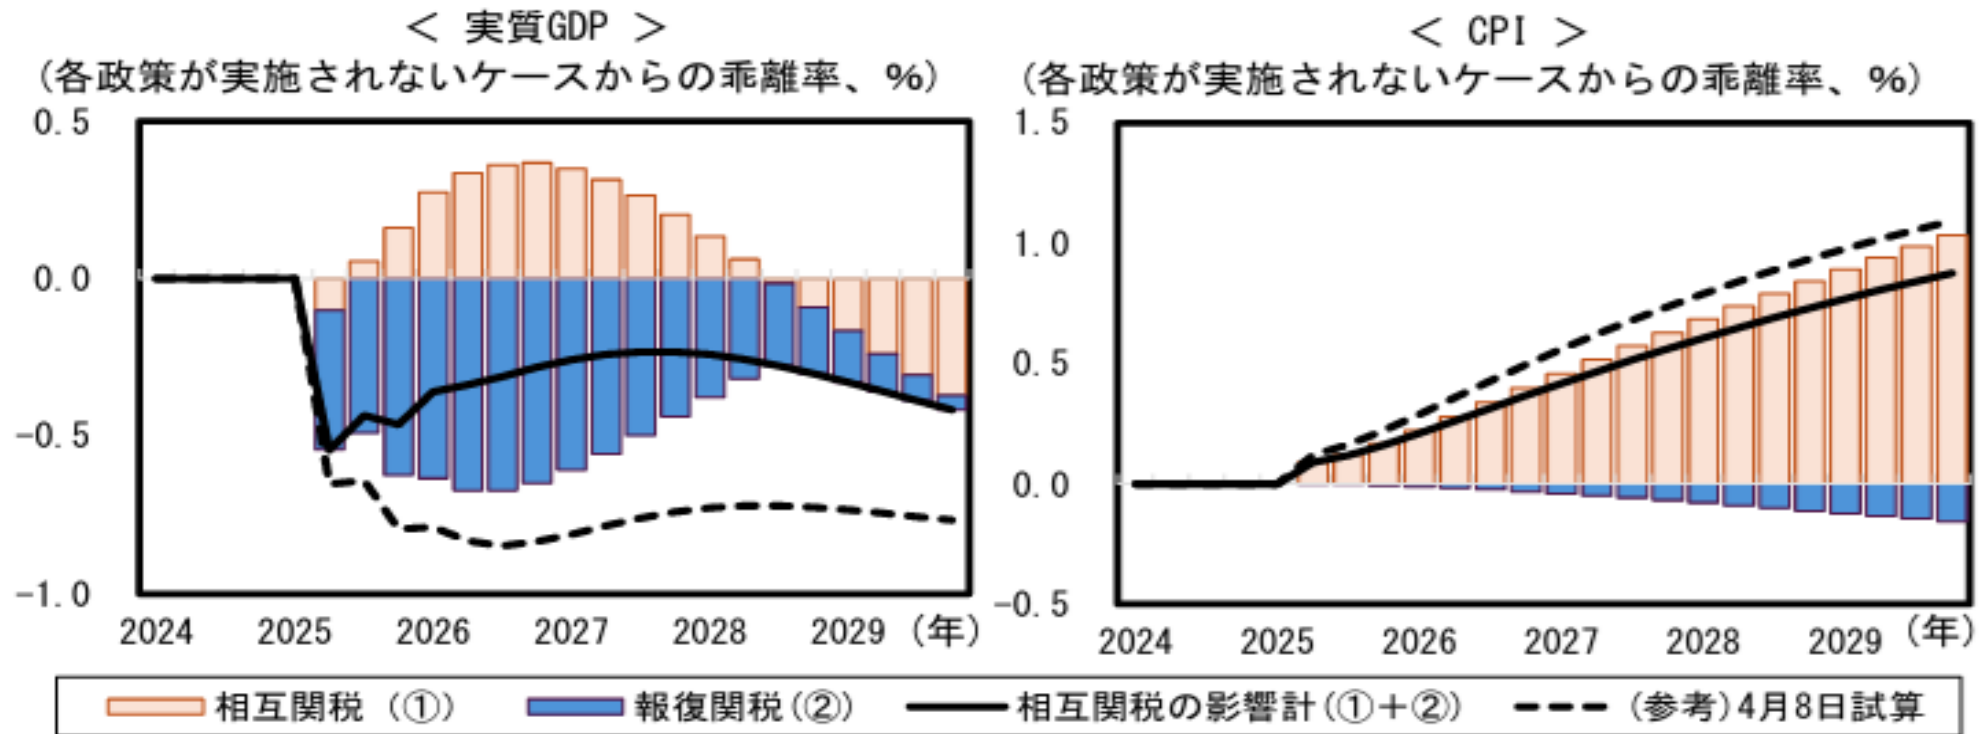 ＜ 実質GDP ＞
（各政策が実施されないケースからの乖離率、%）
0.5
0.0
-0.5
-1.0
2024 2025 2026 2027 2028 2029 (年)
＜ CPI ＞
（各政策が実施されないケースからの乖離率、%）
1.5
1.0
0.5
0.0
-0.5
2024 2025 2026 2027 2028 2029 (年)
相互関税（①） 報復関税(②) 相互関税の影響計(①＋②) (参考)4月8日試算